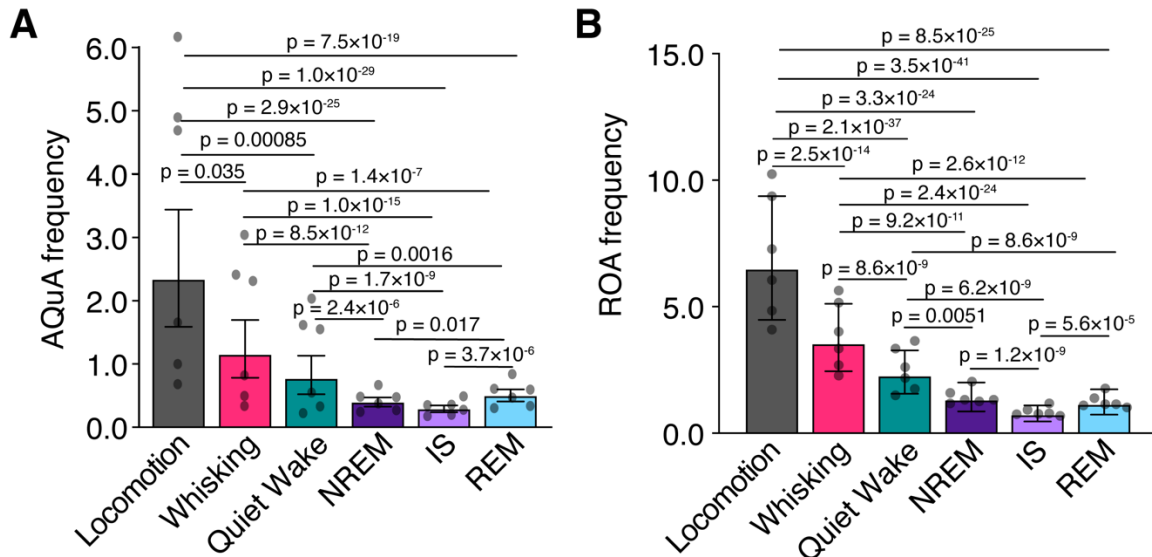 A
AQuA frequency
6.0
5.0
4.0
3.0
2.0
1.0
0.0
p = 7.5×10⁻¹⁹
p = 1.0×10⁻²⁹
p = 2.9×10⁻²⁵
p = 0.00085
p = 0.035
p = 1.4×10⁻⁷
p = 1.0×10⁻¹⁵
p = 8.5×10⁻¹²
p = 0.0016
p = 1.7×10⁻⁹
p = 2.4×10⁻⁶
p = 0.017
p = 3.7×10⁻⁶
Locomotion
Whisking
Quiet Wake
NREM
IS
REM
B
ROA frequency
15.0
10.0
5.0
0.0
p = 8.5×10⁻²⁵
p = 3.5×10⁻⁴¹
p = 3.3×10⁻²⁴
p = 2.1×10⁻³⁷
p = 2.5×10⁻¹⁴
p = 2.6×10⁻¹²
p = 2.4×10⁻²⁴
p = 9.2×10⁻¹¹
p = 8.6×10⁻⁹
p = 8.6×10⁻⁹
p = 6.2×10⁻⁹
p = 0.0051
p = 5.6×10⁻⁵
p = 1.2×10⁻⁹
Locomotion
Whisking
Quiet Wake
NREM
IS
REM